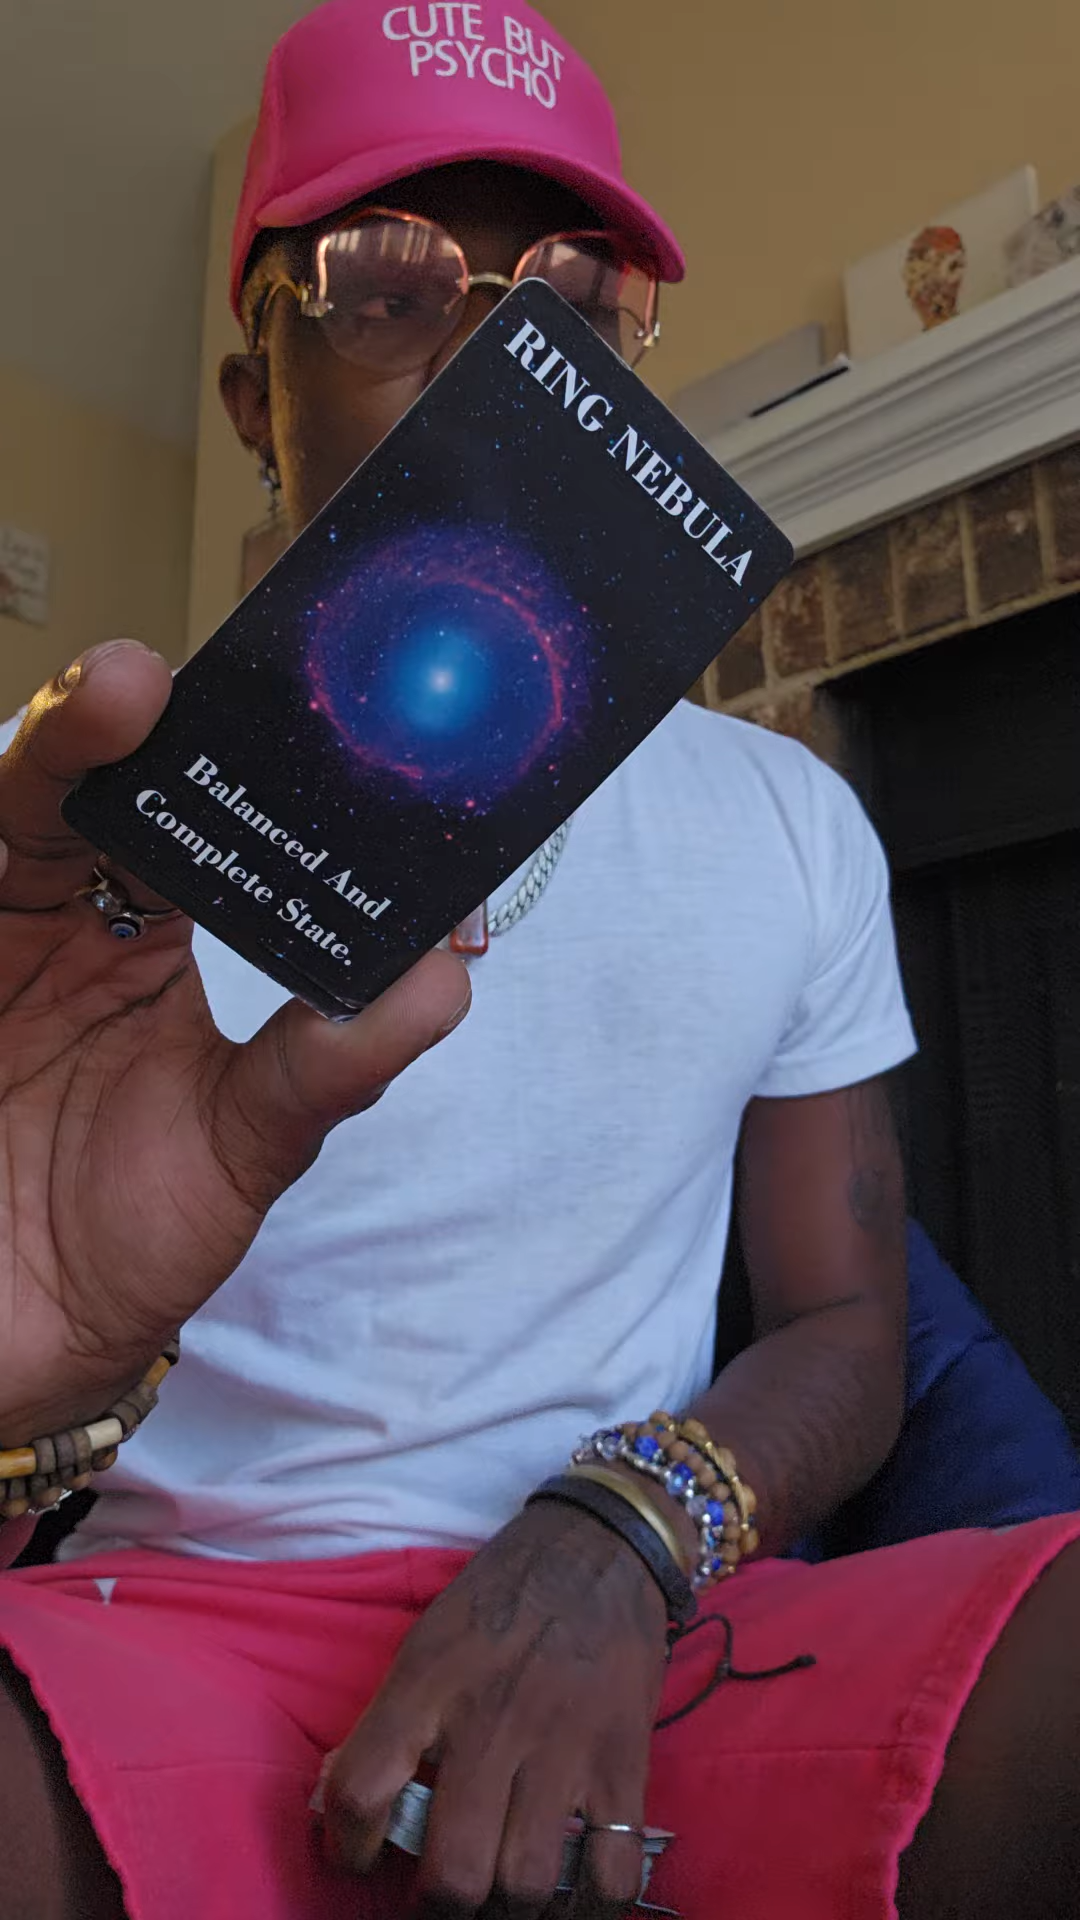 CUTE BUT
PSYCHO
RING NEBULA
Balanced And
Complete State.